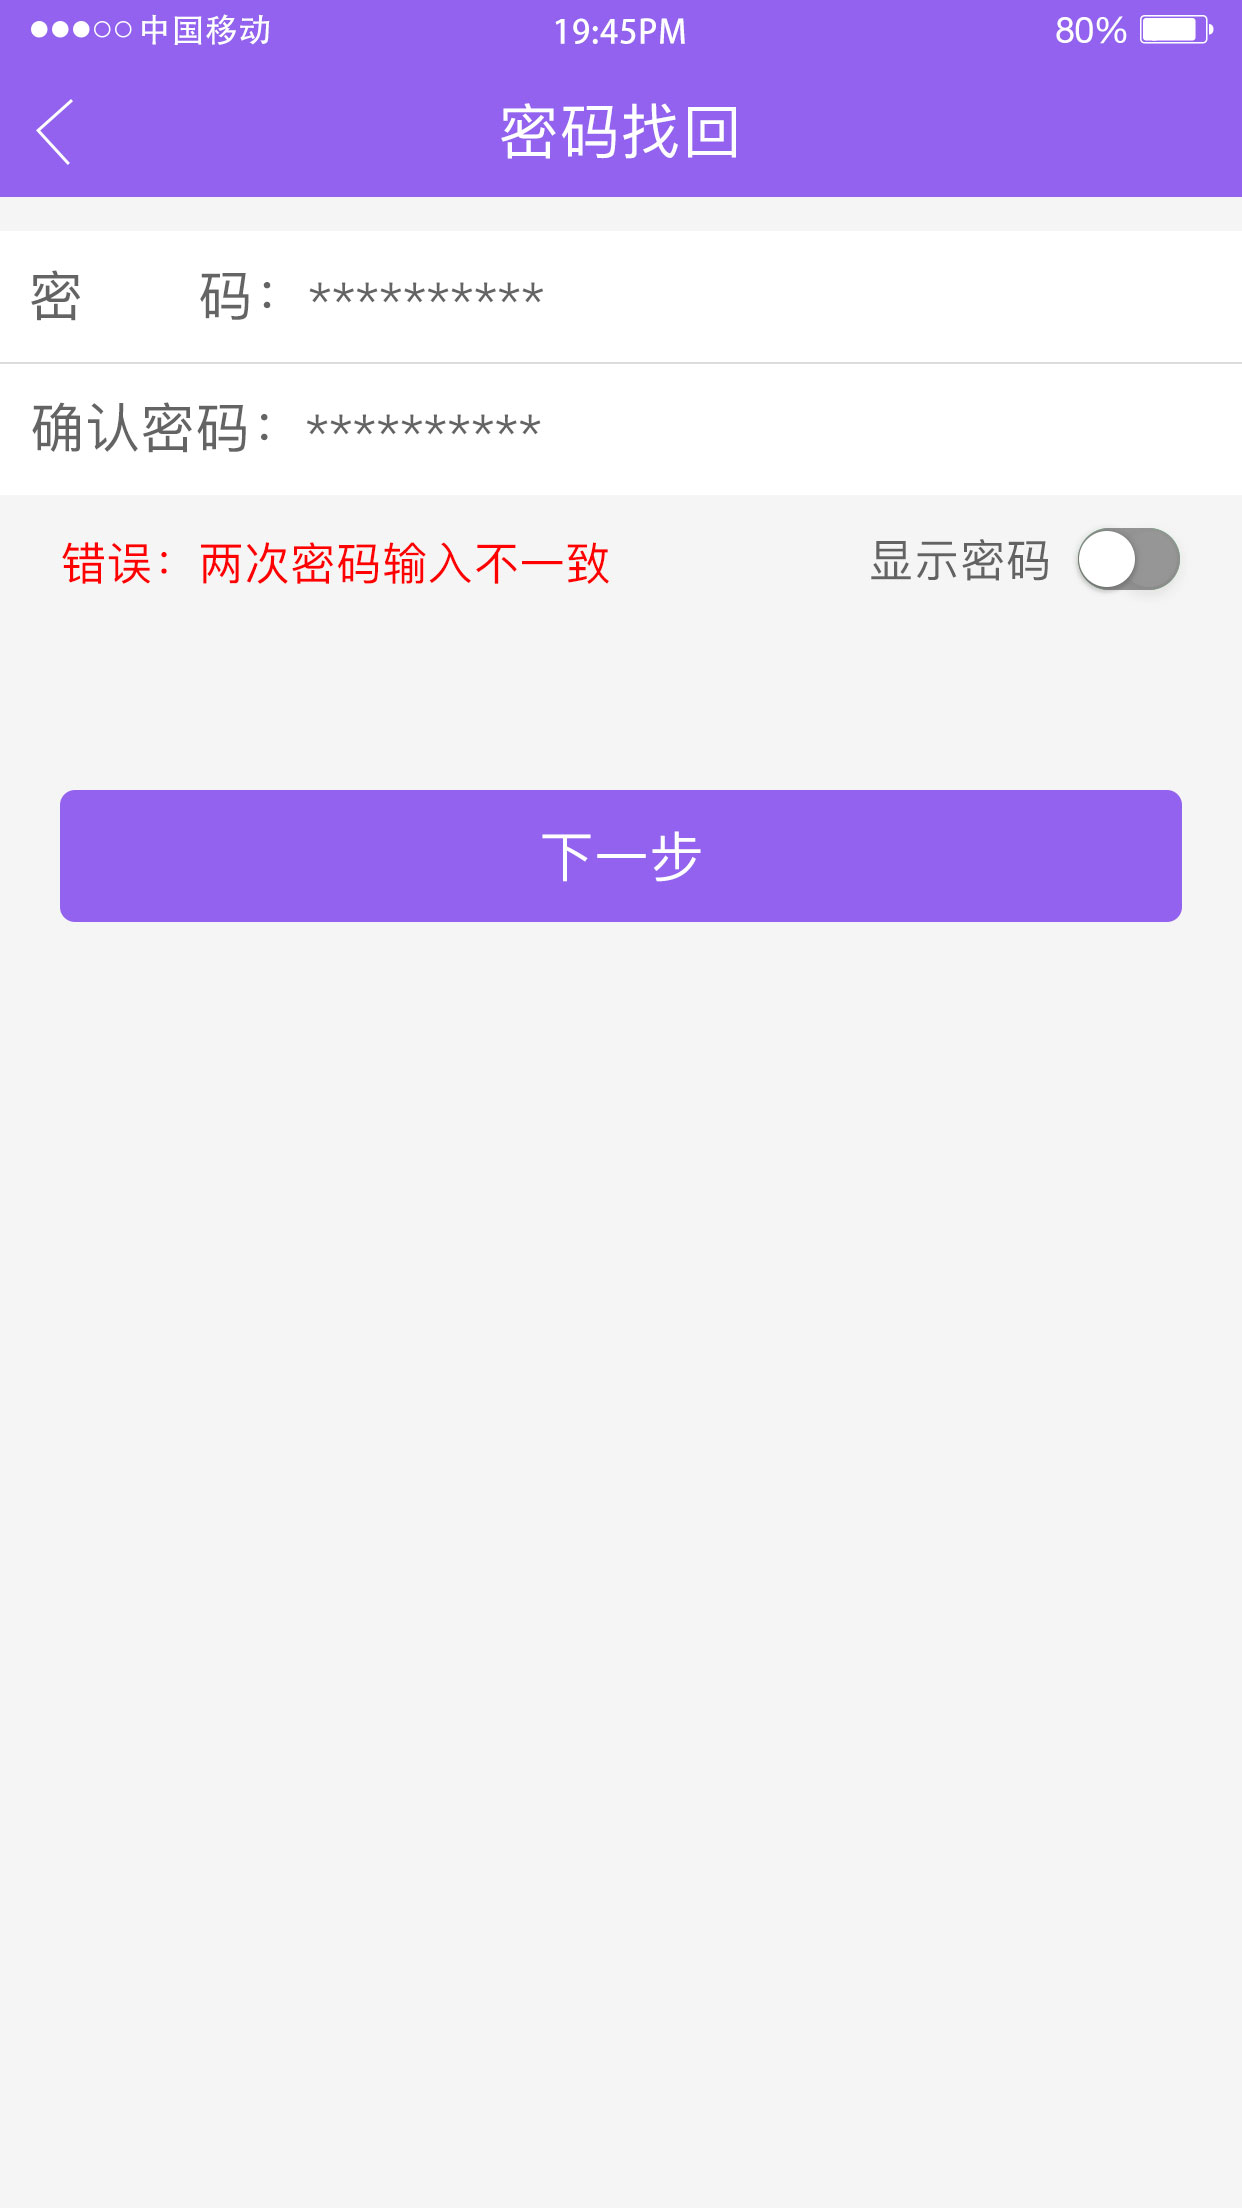 中国移动 19:45PM 80%
密码找回
密 码：**********
确认密码：**********
错误：两次密码输入不一致 显示密码
下一步